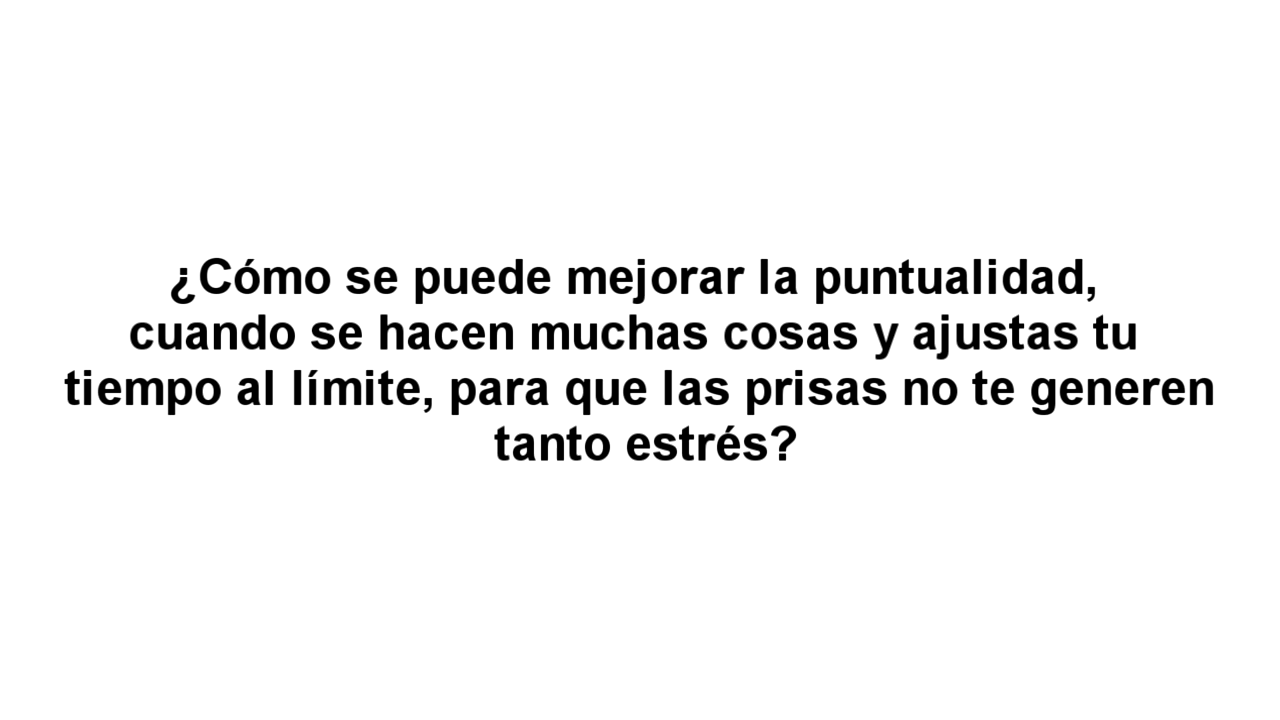 ¿Cómo se puede mejorar la puntualidad,
cuando se hacen muchas cosas y ajustas tu
tiempo al límite, para que las prisas no te generen
tanto estrés?